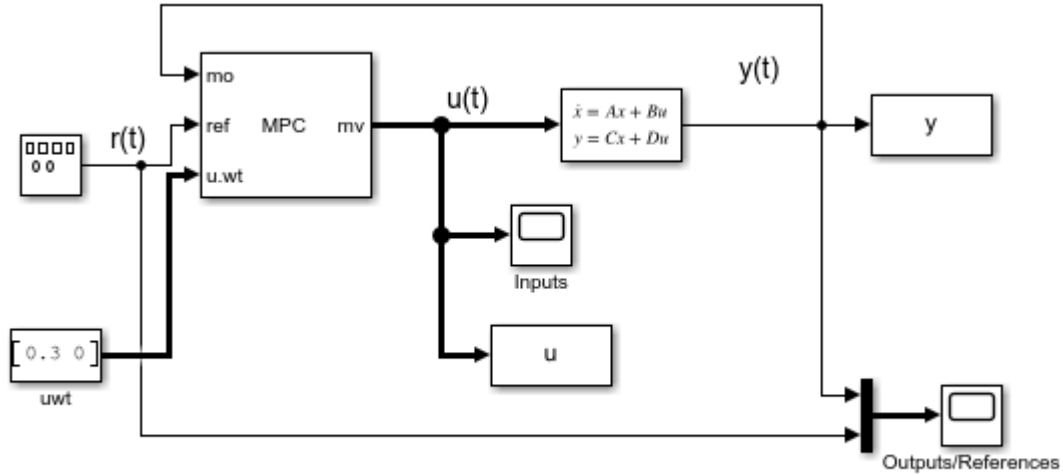 mo
y(t)
u(t)
ref
MPC
mv
r(t)
u.wt
ẋ = Ax + Bu
y = Cx + Du
y
Inputs
[0.3 0]
uwt
u
Outputs/References